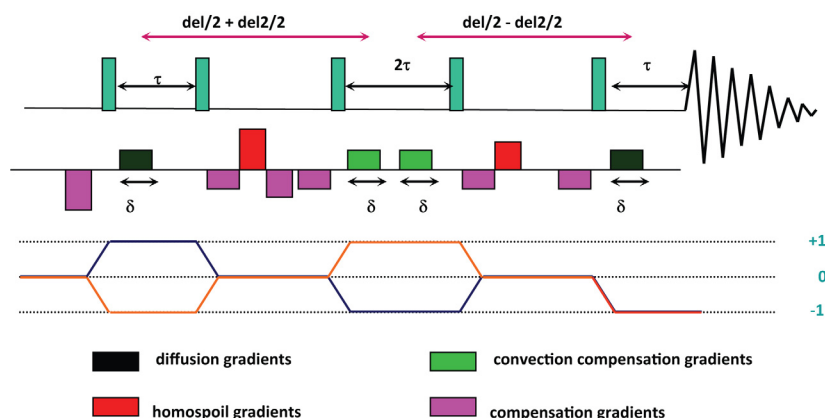 del/2 + del2/2
del/2 - del2/2
τ
2τ
τ
δ
δ
δ
δ
+1
0
-1
diffusion gradients
convection compensation gradients
homospoil gradients
compensation gradients